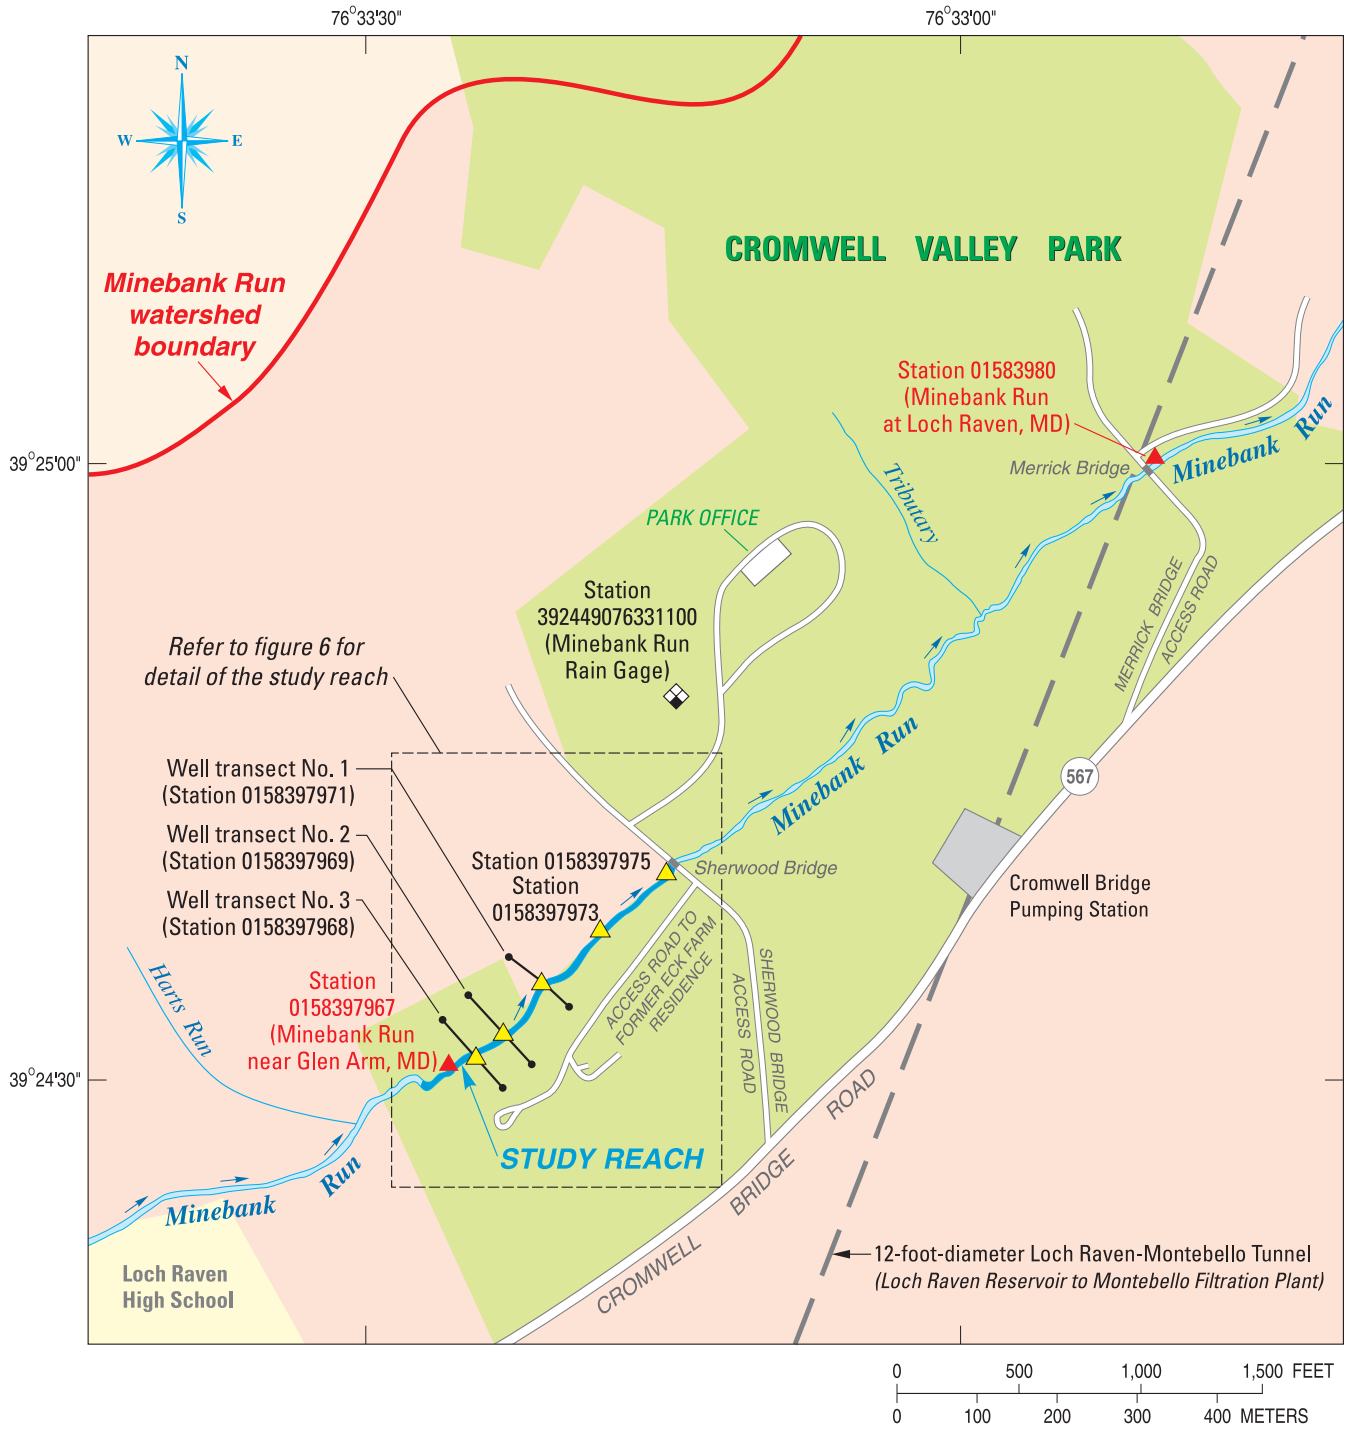 76°33'30"
76°33'00"
N
W
E
S
CROMWELL VALLEY PARK
Minebank Run
watershed
boundary
Station 01583980
(Minebank Run
at Loch Raven, MD)
39°25'00"
Merrick Bridge
Minebank Run
Tributary
PARK OFFICE
Station
392449076331100
(Minebank Run
Rain Gage)
MERRICK BRIDGE
ACCESS ROAD
Refer to figure 6 for
detail of the study reach
Minebank Run
567
Well transect No. 1
(Station 0158397971)
Well transect No. 2
(Station 0158397969)
Well transect No. 3
(Station 0158397968)
Station 0158397975
Station
0158397973
Sherwood Bridge
Cromwell Bridge
Pumping Station
ACCESS ROAD TO
FORMER ECK FARM
RESIDENCE
SHERWOOD BRIDGE
ACCESS ROAD
Harts Run
Station
0158397967
(Minebank Run
near Glen Arm, MD)
39°24'30"
STUDY REACH
CROMWELL BRIDGE ROAD
Minebank Run
Loch Raven
High School
12-foot-diameter Loch Raven-Montebello Tunnel
(Loch Raven Reservoir to Montebello Filtration Plant)
0 500 1,000 1,500 FEET
0 100 200 300 400 METERS